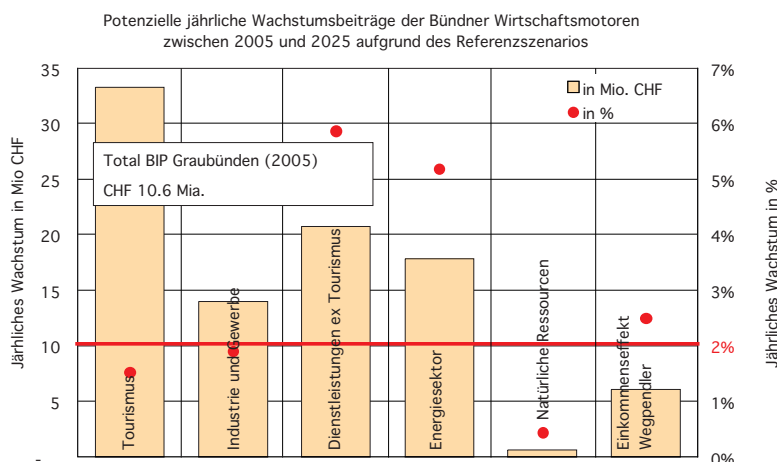 Potenzielle jährliche Wachstumsbeiträge der Bündner Wirtschaftsmotoren
zwischen 2005 und 2025 aufgrund des Referenzszenarios
Järhliches Wachstum in Mio CHF
35
30
25
20
15
10
5
-
in Mio. CHF
in %
Total BIP Graubünden (2005)
CHF 10.6 Mia.
Tourismus
Industrie und Gewerbe
Dienstleistungen ex Tourismus
Energiesektor
Natürliche Ressourcen
Einkommenseffekt
Wegpendler
7%
6%
5%
4%
3%
2%
1%
0%
Jährliches Wachstum in %